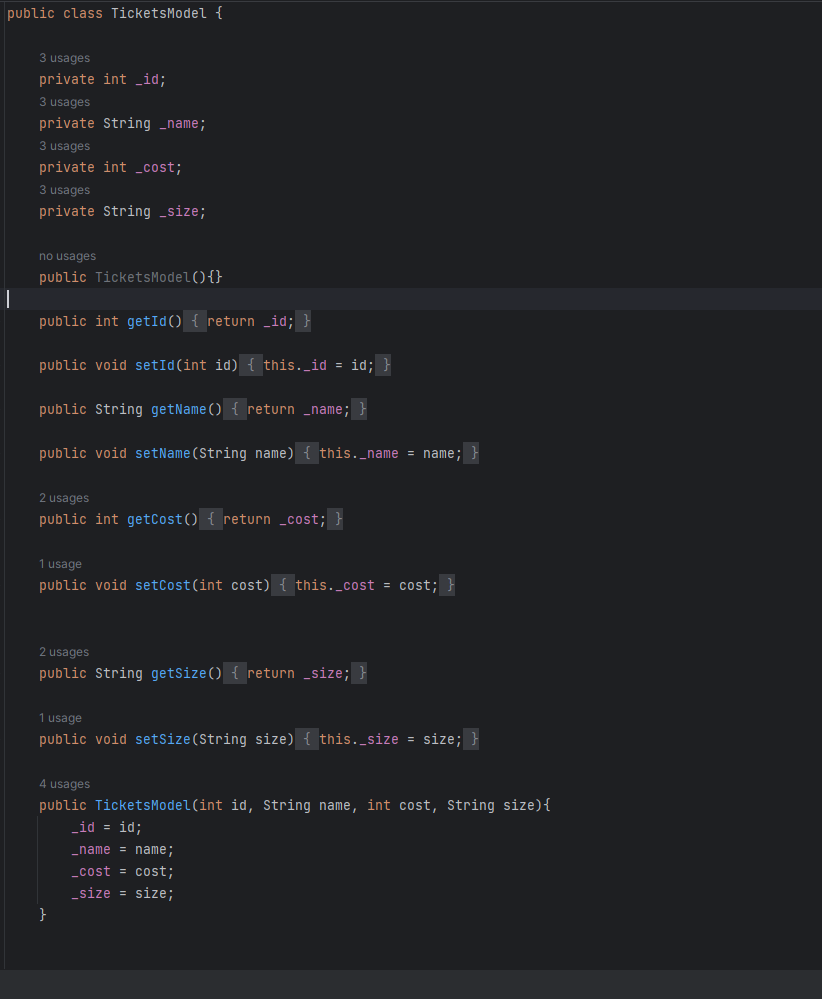 public class TicketsModel {
3 usages
private int _id;
3 usages
private String _name;
3 usages
private int _cost;
3 usages
private String _size;
no usages
public TicketsModel(){}
public int getId() { return _id; }
public void setId(int id) { this._id = id; }
public String getName() { return _name; }
public void setName(String name) { this._name = name; }
2 usages
public int getCost() { return _cost; }
1 usage
public void setCost(int cost) { this._cost = cost; }
2 usages
public String getSize() { return _size; }
1 usage
public void setSize(String size) { this._size = size; }
4 usages
public TicketsModel(int id, String name, int cost, String size){
_id = id;
_name = name;
_cost = cost;
_size = size;
}